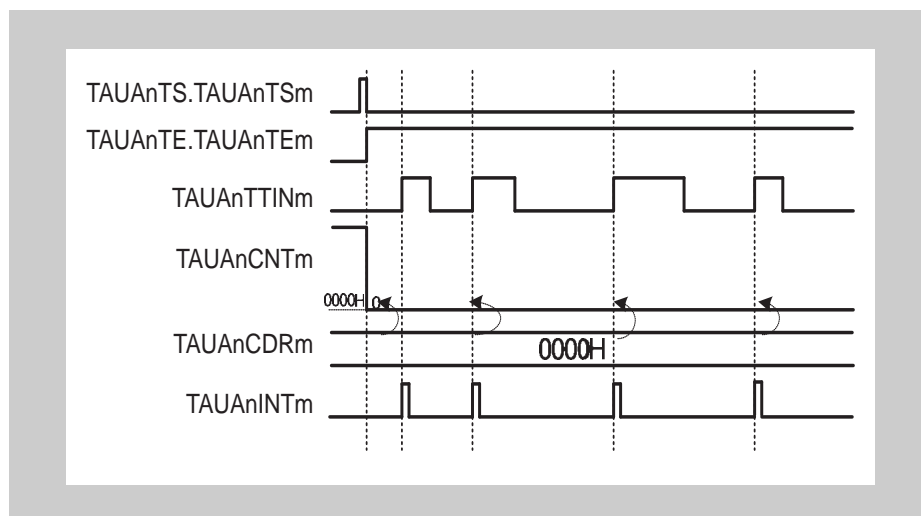 TAUAnTS.TAUAnTSm
TAUAnTE.TAUAnTEm
TAUAnTTINm
TAUAnCNTm
0000H 0
TAUAnCDRm
0000H
TAUAnINTm